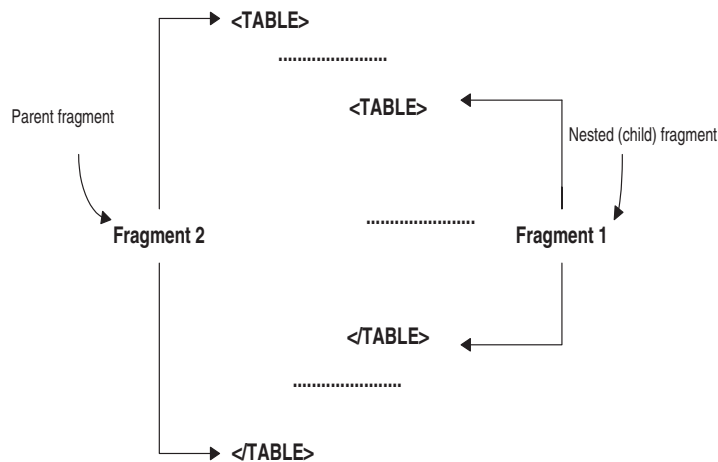 <TABLE>
.......................
<TABLE>
Parent fragment
Nested (child) fragment
.......................
Fragment 2
Fragment 1
</TABLE>
.......................
</TABLE>